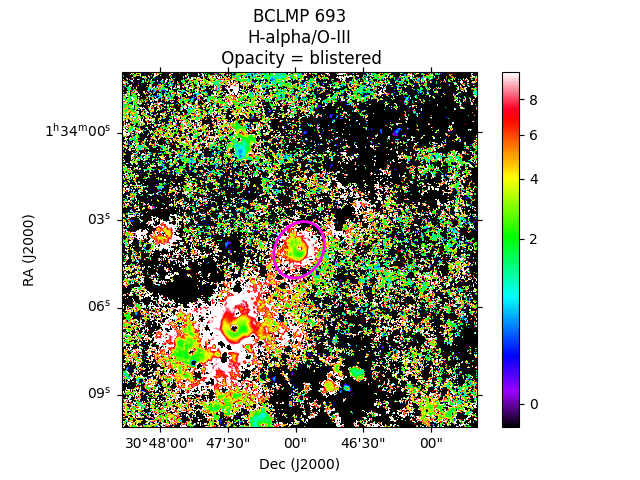 BCLMP 693
H-alpha/O-III
Opacity = blistered
1h34m00s
03s
06s
09s
RA (J2000)
30°48'00"
47'30"
00"
46'30"
00"
Dec (J2000)
8
6
4
2
0